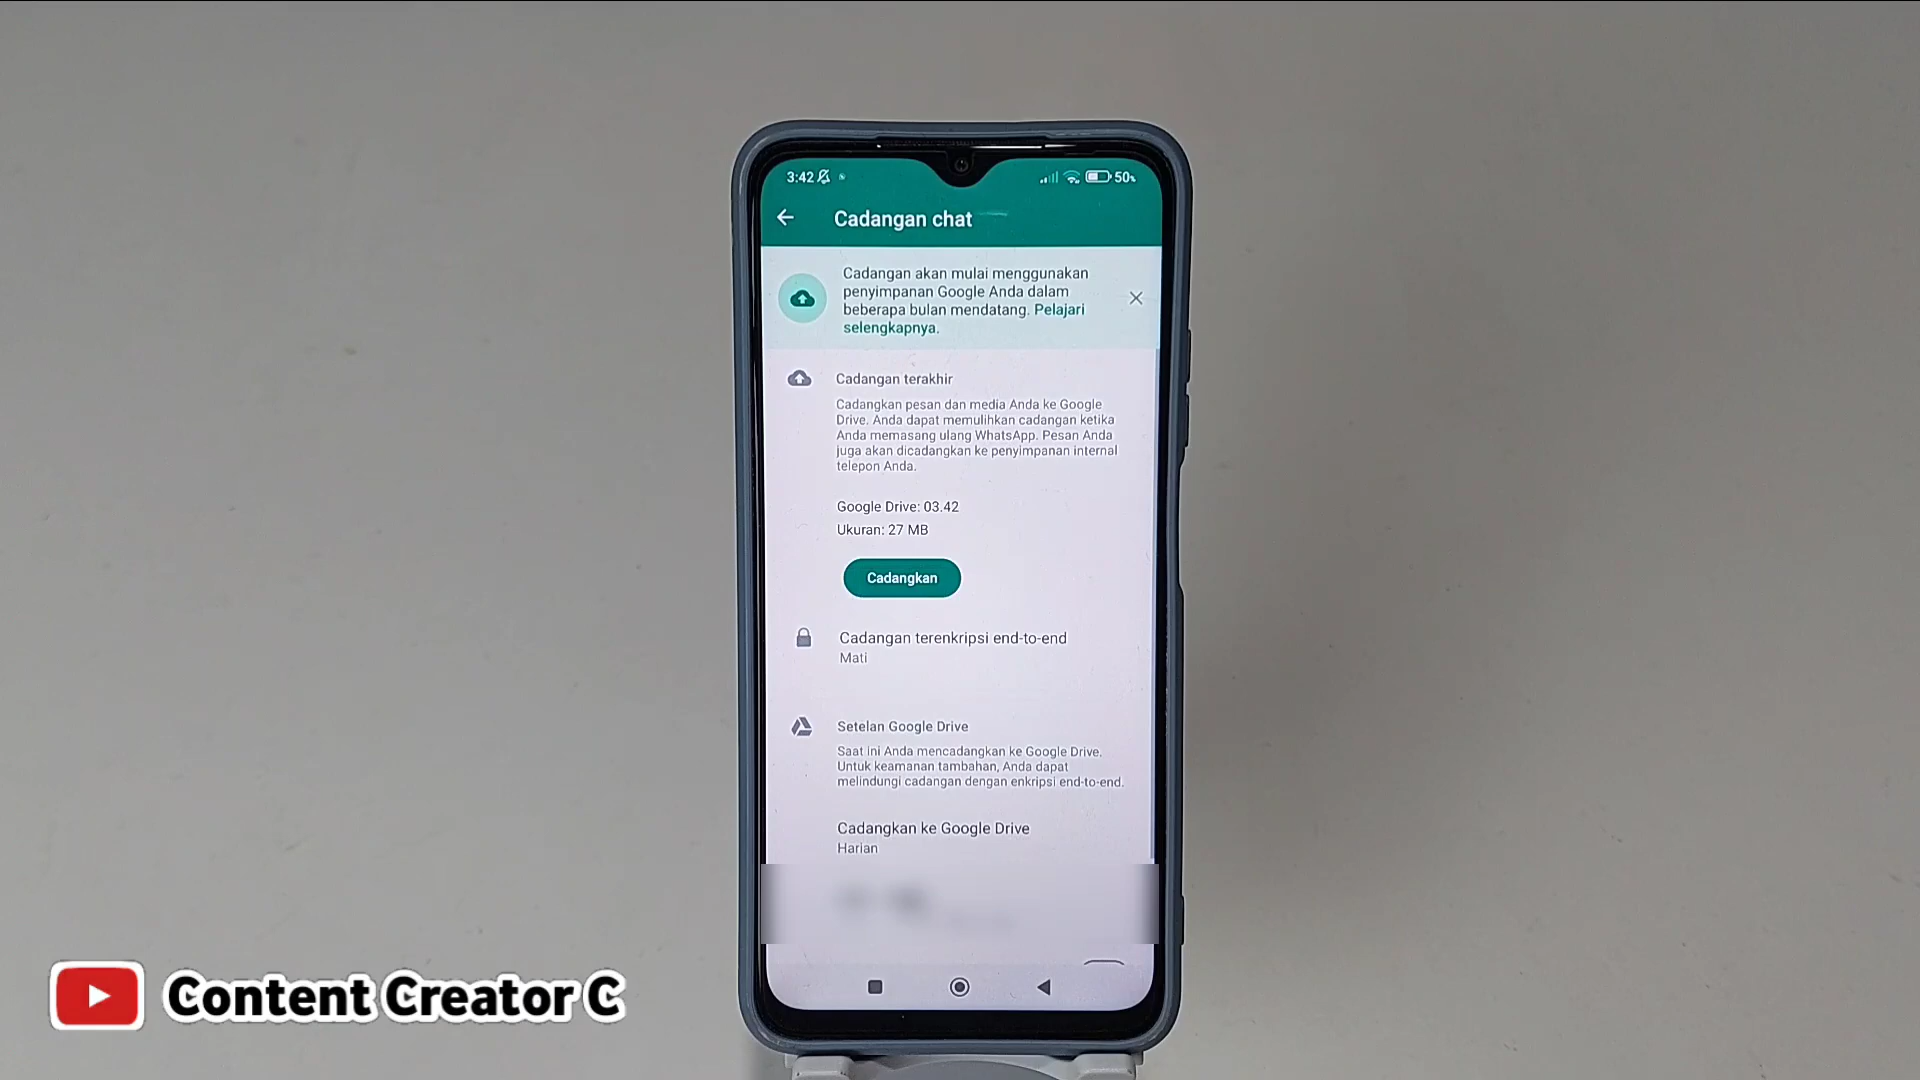 3:42
50%
Cadangan chat
Cadangan akan mulai menggunakan
penyimpanan Google Anda dalam
beberapa bulan mendatang. Pelajari
selengkapnya.
Cadangan terakhir
Cadangkan pesan dan media Anda ke Google
Drive. Anda dapat memulihkan cadangan ketika
Anda memasang ulang WhatsApp. Pesan Anda
juga akan dicadangkan ke penyimpanan internal
telepon Anda.
Google Drive: 03.42
Ukuran: 27 MB
Cadangkan
Cadangan terenkripsi end-to-end
Mati
Setelan Google Drive
Saat ini Anda mencadangkan ke Google Drive.
Untuk keamanan tambahan, Anda dapat
melindungi cadangan dengan enkripsi end-to-end.
Cadangkan ke Google Drive
Harian
Content Creator C